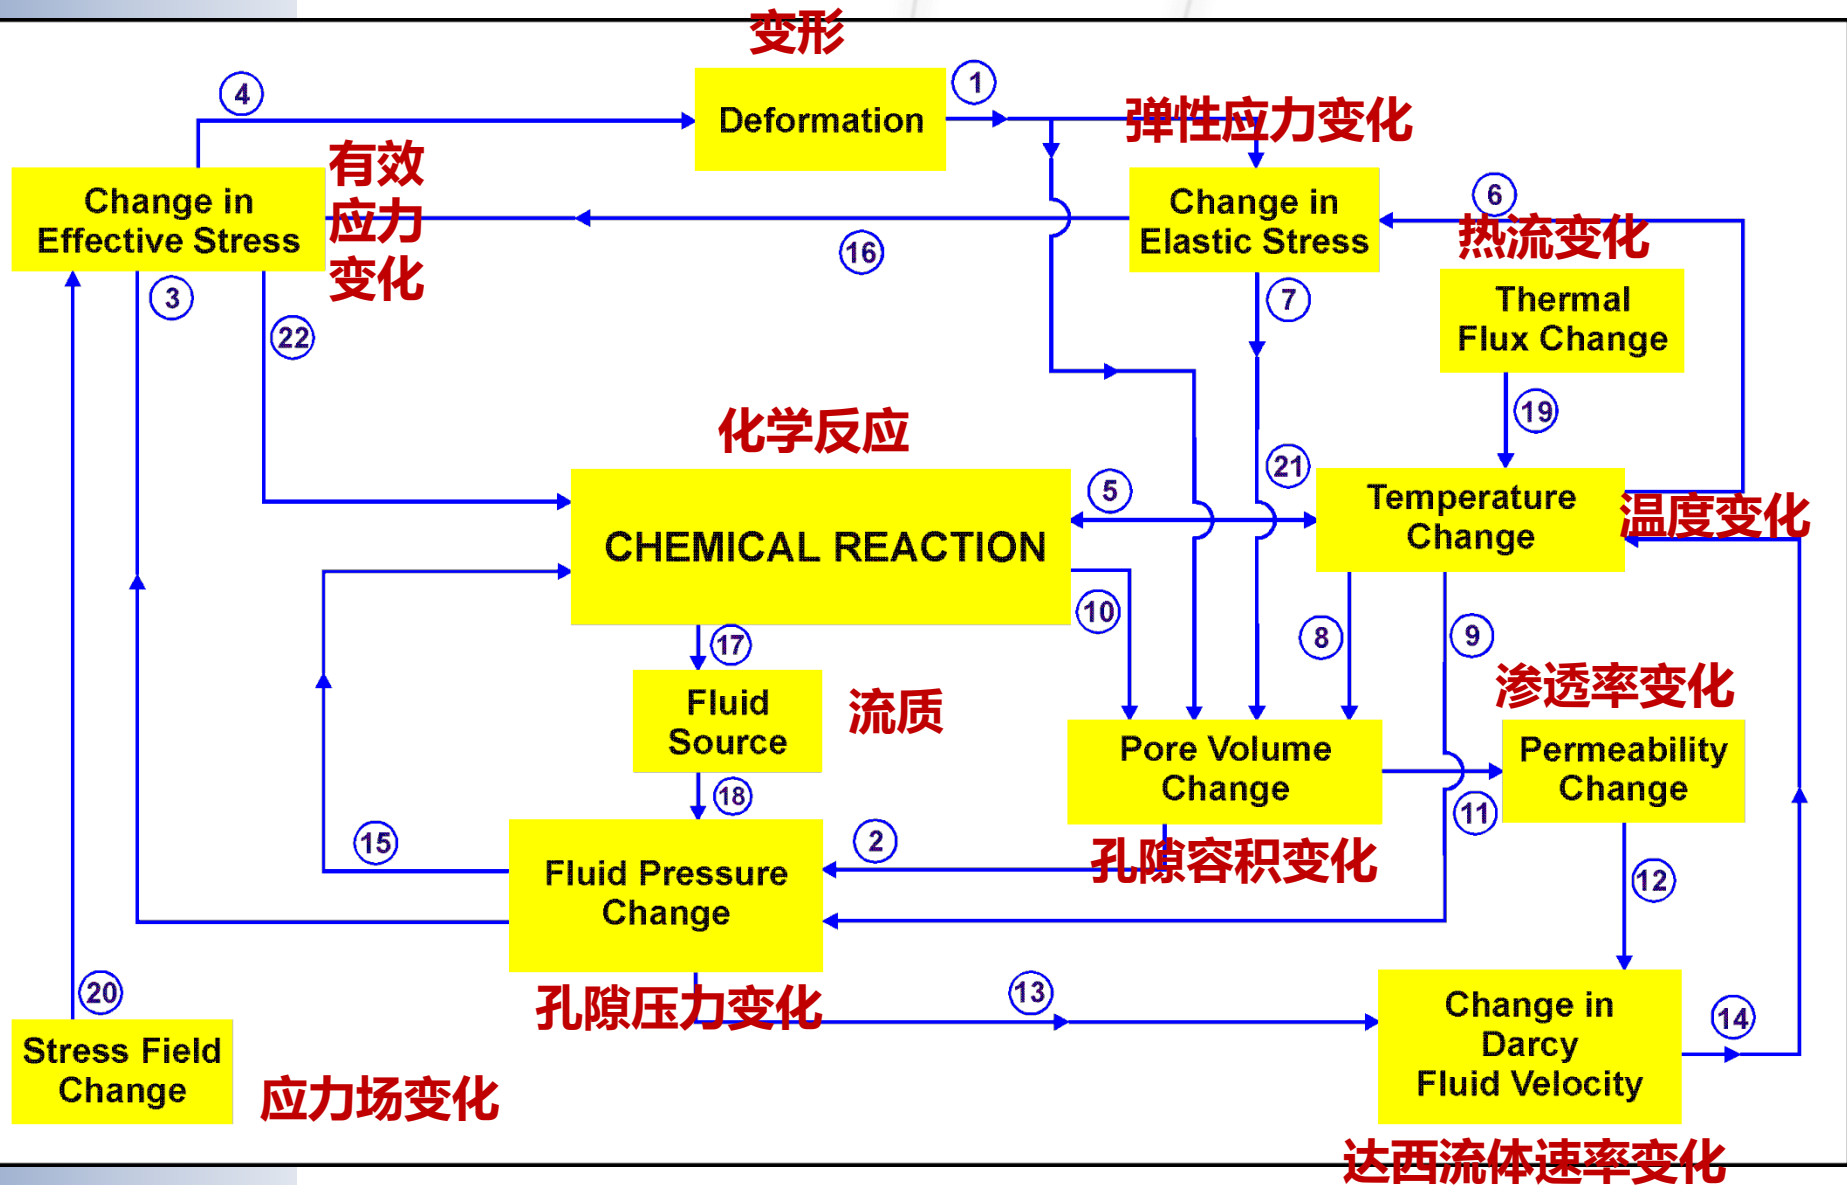 变形
4
1
Deformation
弹性应力变化
有效
应力
变化
Change in
Effective Stress
Change in
Elastic Stress
6
热流变化
16
3
7
22
Thermal
Flux Change
19
化学反应
21
5
Temperature
Change
温度变化
CHEMICAL REACTION
10
17
8
9
Fluid
Source
流质
渗透率变化
Pore Volume
Change
Permeability
Change
18
11
15
2
孔隙容积变化
Fluid Pressure
Change
12
20
孔隙压力变化
13
14
Stress Field
Change
应力场变化
Change in
Darcy
Fluid Velocity
达西流体速率变化